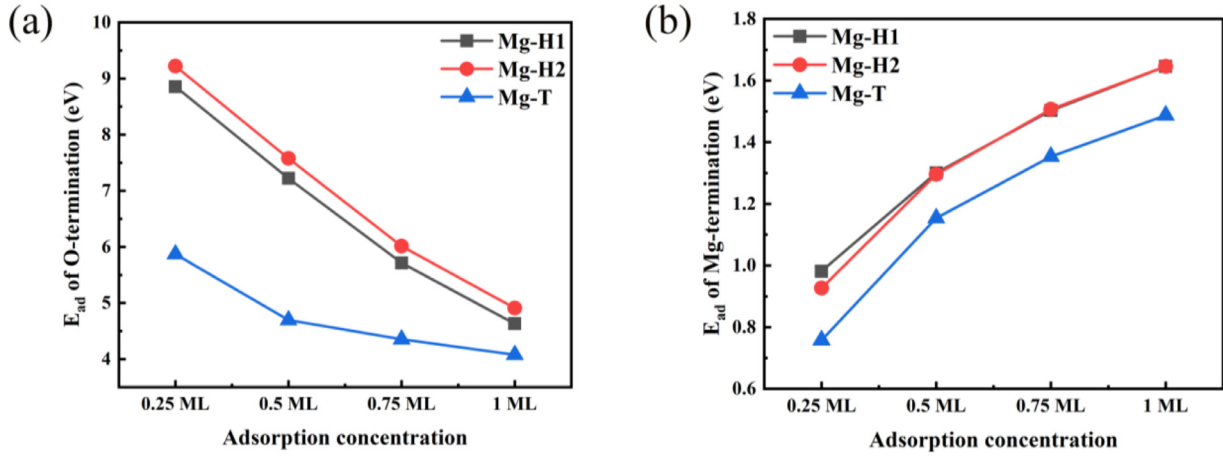 (a)
10
9
8
7
6
5
4
E_ad of O-termination (eV)
Mg-H1
Mg-H2
Mg-T
0.25 ML 0.5 ML 0.75 ML 1 ML
Adsorption concentration
(b)
1.8
1.6
1.4
1.2
1.0
0.8
0.6
E_ad of Mg-termination (eV)
Mg-H1
Mg-H2
Mg-T
0.25 ML 0.5 ML 0.75 ML 1 ML
Adsorption concentration